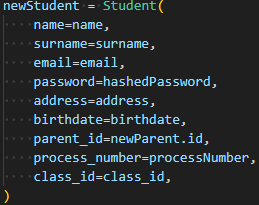 newStudent = Student(
    name=name,
    surname=surname,
    email=email,
    password=hashedPassword,
    address=address,
    birthdate=birthdate,
    parent_id=newParent.id,
    process_number=processNumber,
    class_id=class_id,
)